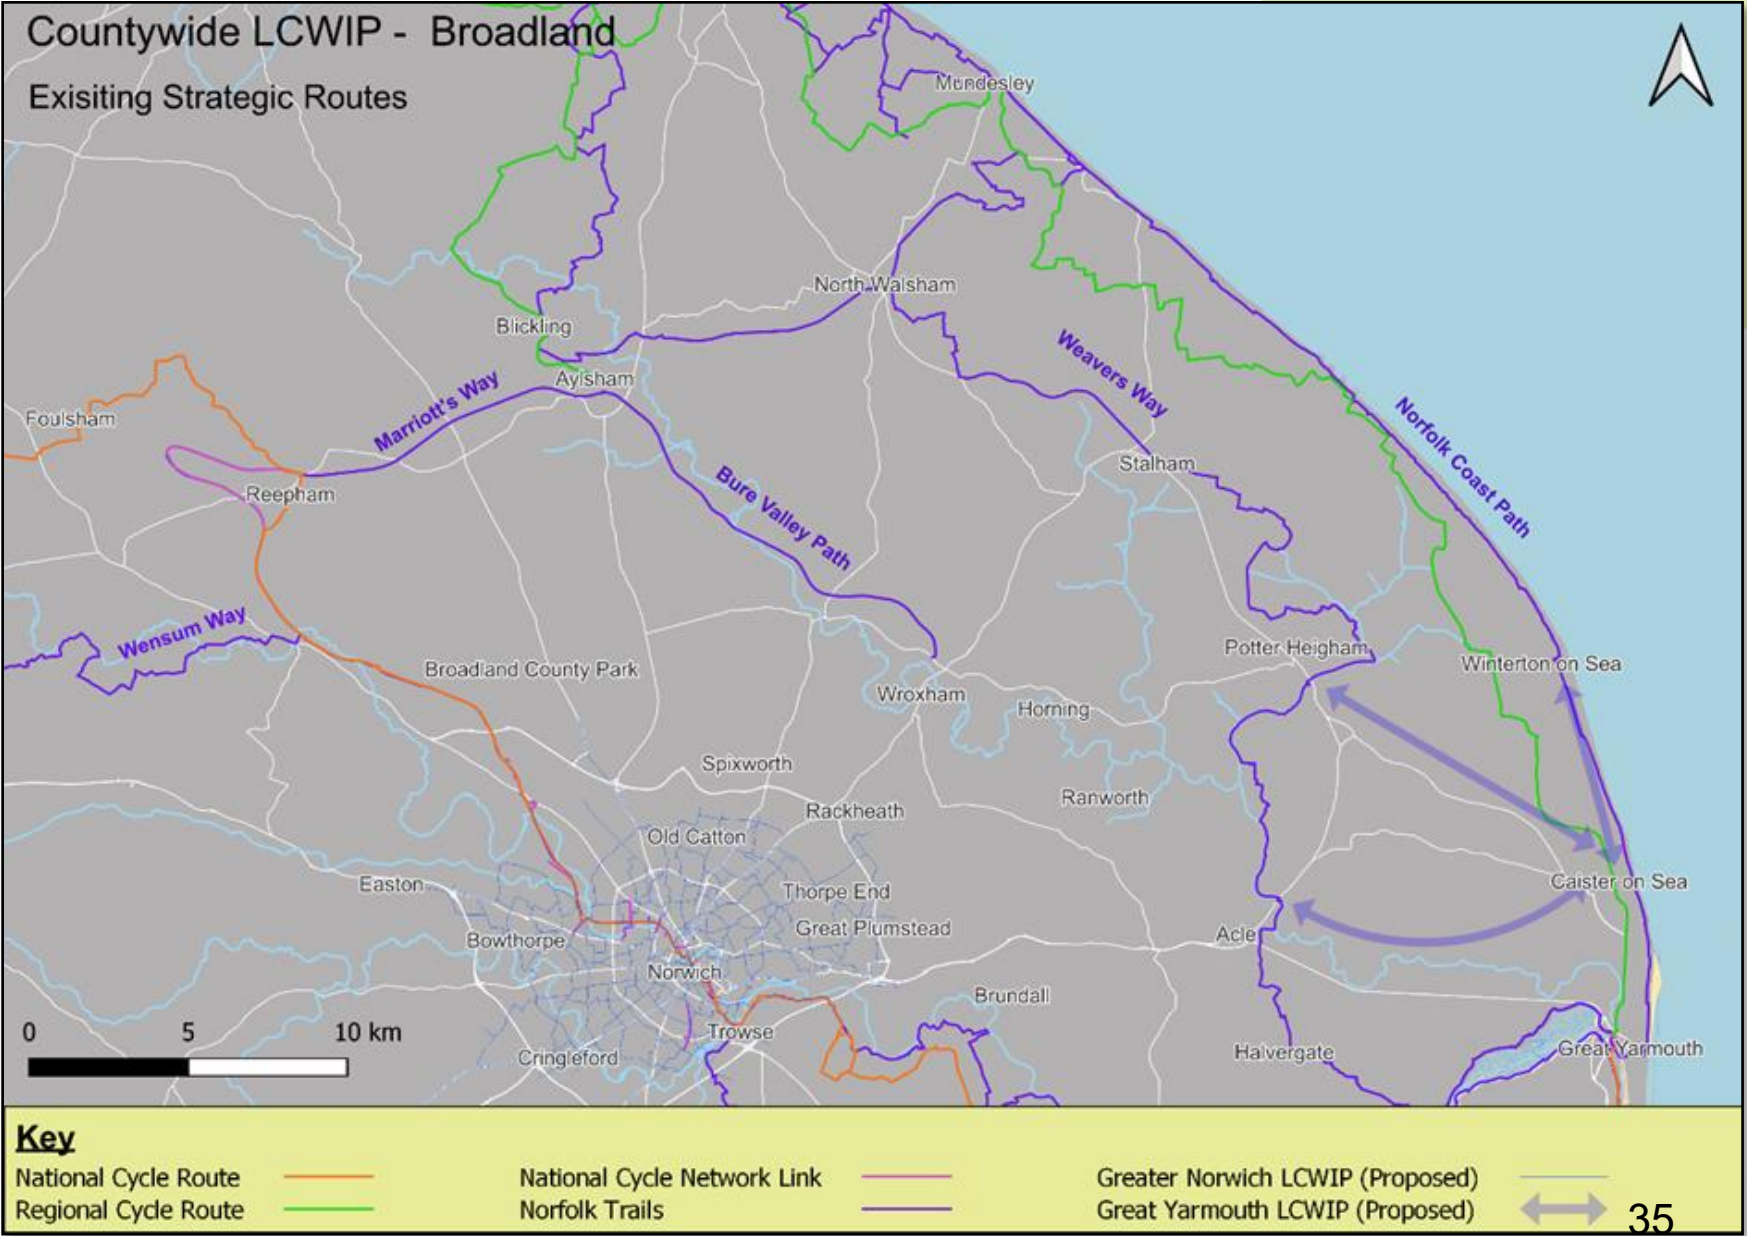 Countywide LCWIP - Broadland
Exisiting Strategic Routes
Mundesley
North Walsham
Blickling
Weavers Way
Aylsham
Marriott's Way
Foulsham
Norfolk Coast Path
Stalham
Reepham
Bure Valley Path
Wensum Way
Potter Heigham
Winterton on Sea
Broadland County Park
Wroxham
Horning
Spixworth
Ranworth
Rackheath
Old Catton
Easton
Thorpe End
Caister on Sea
Great Plumstead
Bowthorpe
Acle
Norwich
Brundall
0 5 10 km
Trowse
Cringleford
Halvergate
Great Yarmouth
Key
National Cycle Route
National Cycle Network Link
Greater Norwich LCWIP (Proposed)
Regional Cycle Route
Norfolk Trails
Great Yarmouth LCWIP (Proposed)
35